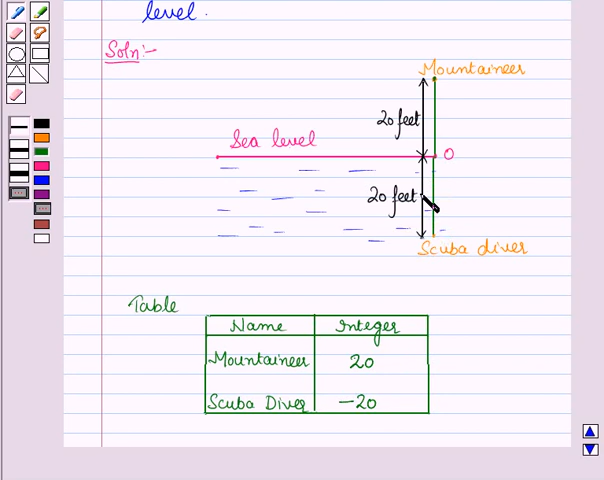 level.
Soln:-
Mountaineer
20 feet
Sea level
0
20 feet
Scuba diver
Table
Name Integer
Mountaineer 20
Scuba Diver -20